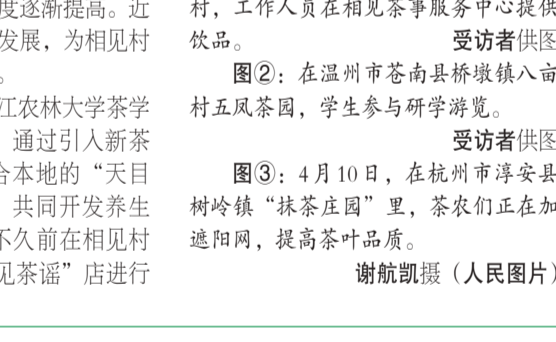 度逐渐提高。近
发展，为相见村
。
江农林大学茶学
通过引入新茶
合本地的“天目
共同开发养生
不久前在相见村
见茶谣”店进行
村，工作人员在相见茶事服务中心提供
饮品。
受访者供图
图②：在温州市苍南县桥墩镇八亩
村五凤茶园，学生参与研学游览。
受访者供图
图③：4月10日，在杭州市淳安县
树岭镇“抹茶庄园”里，茶农们正在加
遮阳网，提高茶叶品质。
谢航凯摄（人民图片）